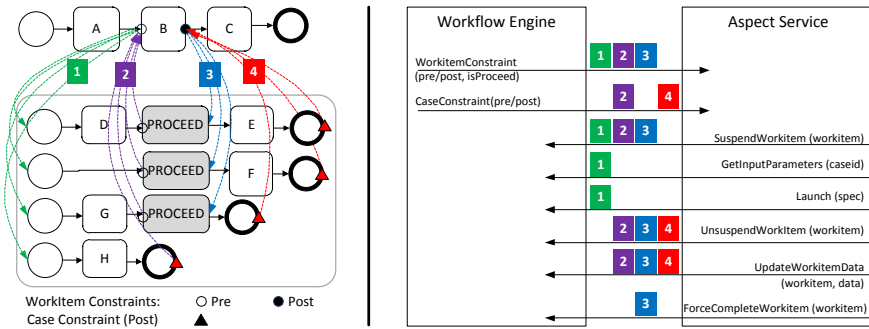 A
B
C
1
2
3
4
D
PROCEED
E
PROCEED
F
G
PROCEED
H
WorkItem Constraints:
Pre
Post
Case Constraint (Post)
Workflow Engine
Aspect Service
1 2 3
WorkitemConstraint
(pre/post, isProceed)
2 4
CaseConstraint(pre/post)
1 2 3
SuspendWorkitem (workitem)
1
GetInputParameters (caseid)
1
Launch (spec)
2 3 4
UnsuspendWorkItem (workitem)
2 3 4
UpdateWorkitemData
(workitem, data)
3
ForceCompleteWorkitem (workitem)